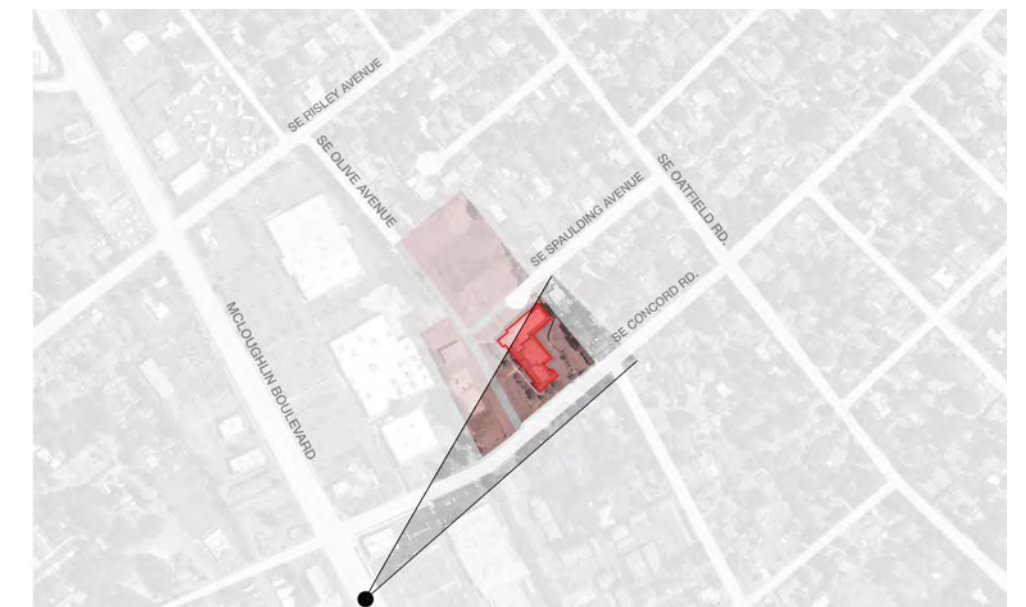 SE RISLEY AVENUE
SE OLIVE AVENUE
SE OATFIELD RD.
SE SPAULDING AVENUE
SE CONCORD RD.
MCLOUGHLIN BOULEVARD